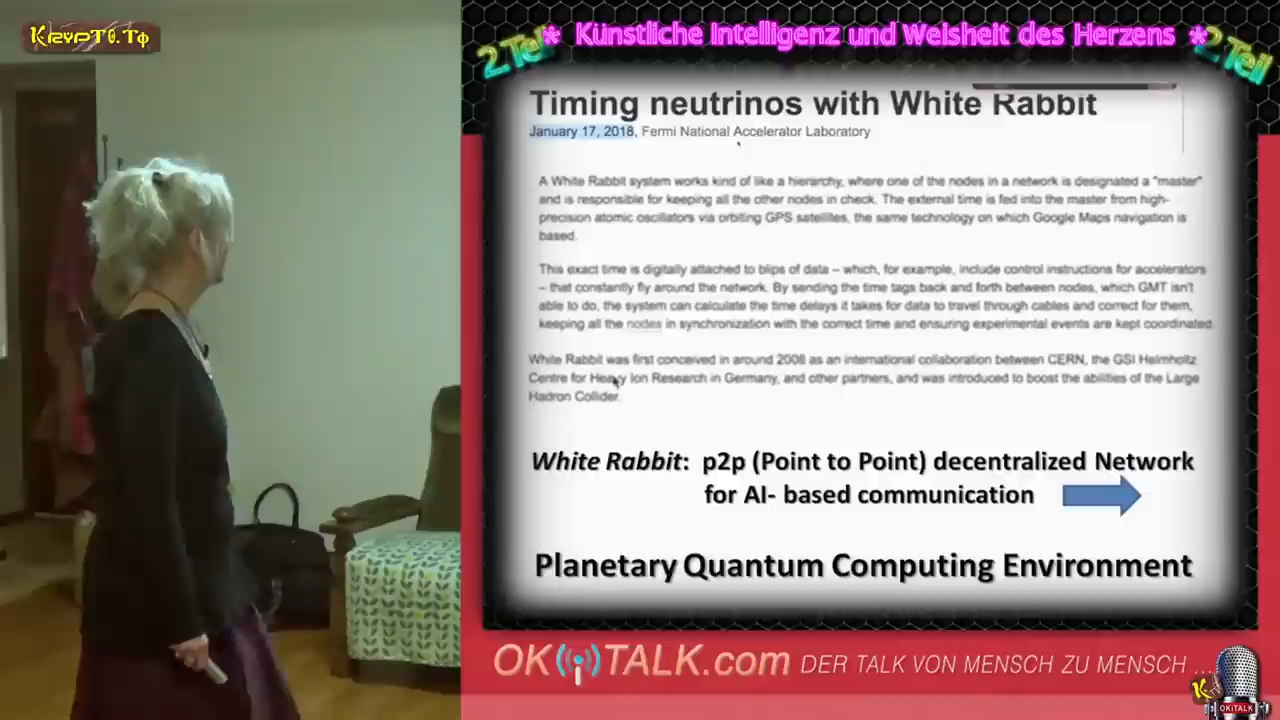 KrypT0.Tφ
2.Teil * Künstliche Intelligenz und Weisheit des Herzens * 2.Teil
Timing neutrinos with White Rabbit
January 17, 2018, Fermi National Accelerator Laboratory
A White Rabbit system works kind of like a hierarchy, where one of the nodes in a network is designated a "master"
and is responsible for keeping all the other nodes in check. The external time is fed into the master from high-
precision atomic oscillators via orbiting GPS satellites, the same technology on which Google Maps navigation is
based.
This exact time is digitally attached to blips of data – which, for example, include control instructions for accelerators
– that constantly fly around the network. By sending the time tags back and forth between nodes, which GMT isn't
able to do, the system can calculate the time delays it takes for data to travel through cables and correct for them,
keeping all the nodes in synchronization with the correct time and ensuring experimental events are kept coordinated.
White Rabbit was first conceived in around 2008 as an international collaboration between CERN, the GSI Helmholtz
Centre for Heavy Ion Research in Germany, and other partners, and was introduced to boost the abilities of the Large
Hadron Collider.
White Rabbit: p2p (Point to Point) decentralized Network
for AI- based communication
Planetary Quantum Computing Environment
OKiTALK.com DER TALK VON MENSCH ZU MENSCH ...
OKiTALK